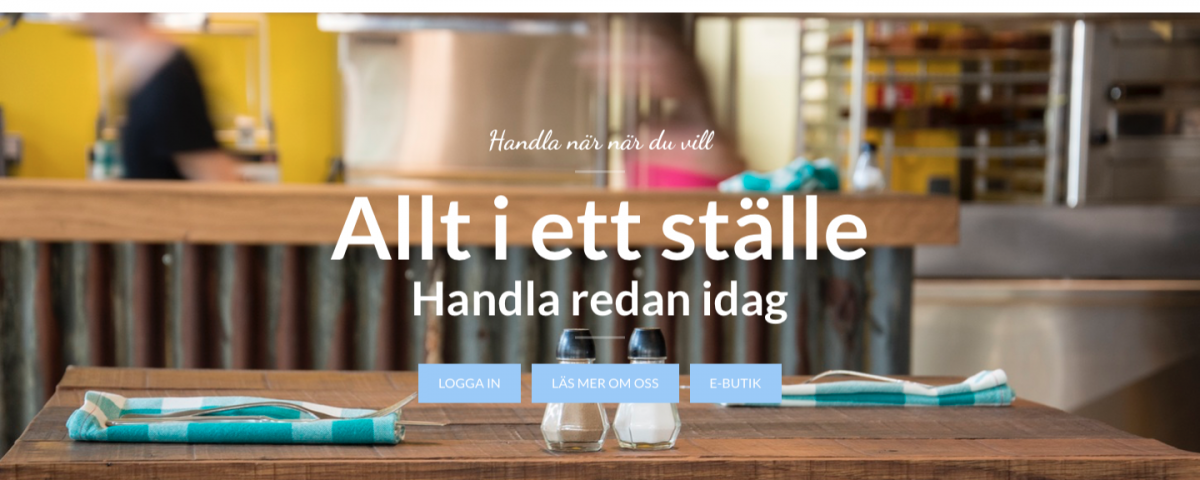 Handla när när du vill
Allt i ett ställe
Handla redan idag
LOGGA IN
LÄS MER OM OSS
E-BUTIK